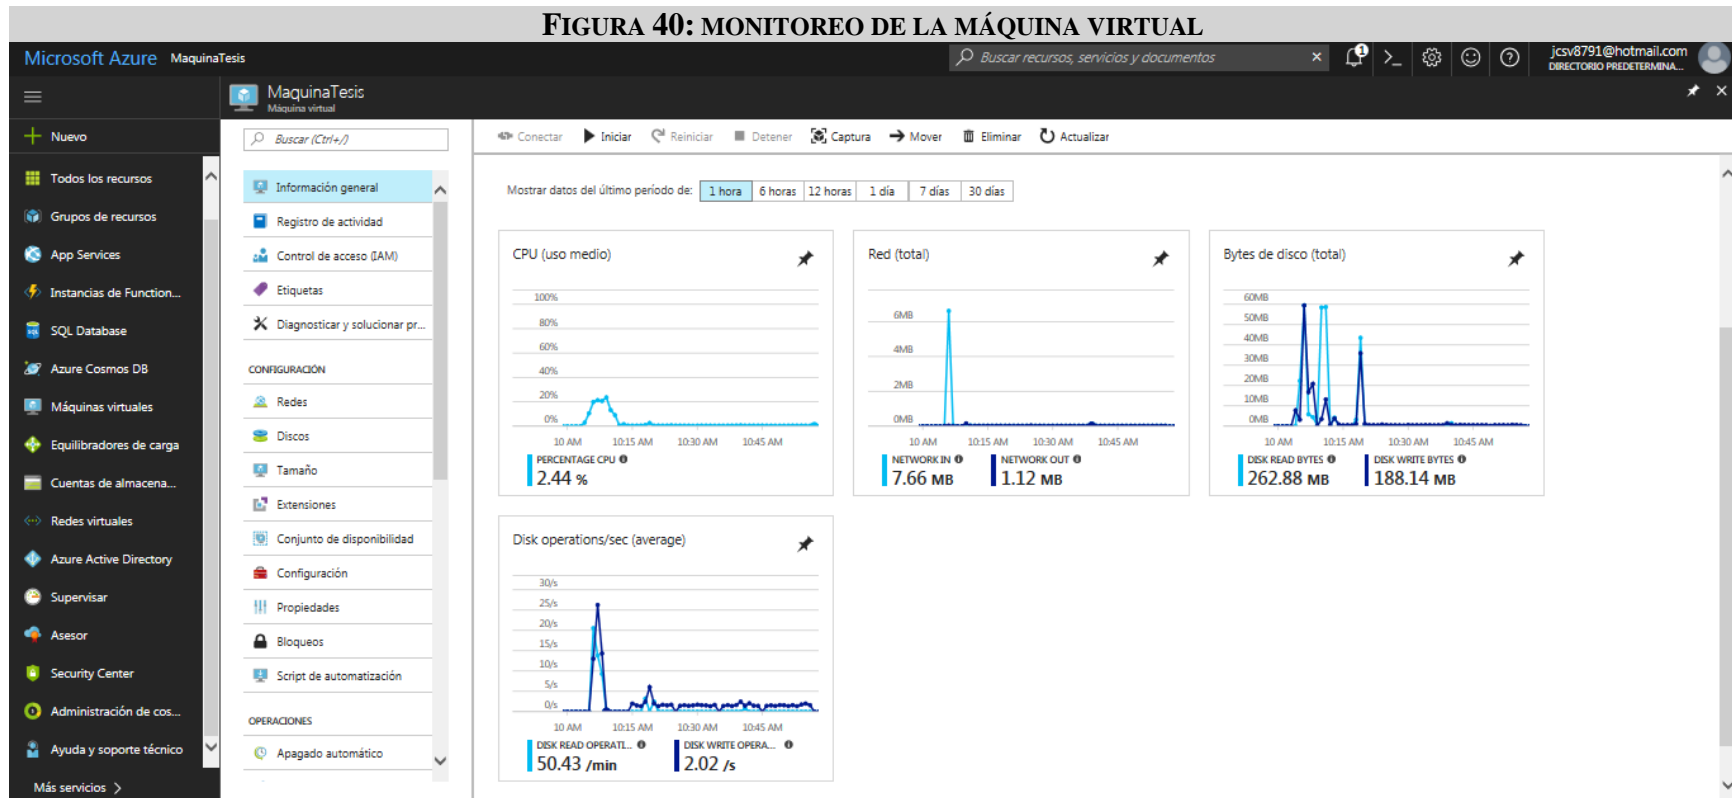 FIGURA 40: MONITOREO DE LA MÁQUINA VIRTUAL
Microsoft Azure MaquinaTesis
Buscar recursos, servicios y documentos
1
jcsv8791@hotmail.com
DIRECTORIO PREDETERMINA...
MaquinaTesis
Máquina virtual
Nuevo
Todos los recursos
Grupos de recursos
App Services
Instancias de Function...
SQL Database
Azure Cosmos DB
Máquinas virtuales
Equilibradores de carga
Cuentas de almacena...
Redes virtuales
Azure Active Directory
Supervisar
Asesor
Security Center
Administración de cos...
Ayuda y soporte técnico
Más servicios
Buscar (Ctrl+/)
Información general
Registro de actividad
Control de acceso (IAM)
Etiquetas
Diagnosticar y solucionar pr...
CONFIGURACIÓN
Redes
Discos
Tamaño
Extensiones
Conjunto de disponibilidad
Configuración
Propiedades
Bloqueos
Script de automatización
OPERACIONES
Apagado automático
Conectar Iniciar Reiniciar Detener Captura Mover Eliminar Actualizar
Mostrar datos del último período de: 1 hora 6 horas 12 horas 1 día 7 días 30 días
CPU (uso medio)
100%
80%
60%
40%
20%
0%
10 AM 10:15 AM 10:30 AM 10:45 AM
PERCENTAGE CPU
2.44 %
Red (total)
6MB
4MB
2MB
0MB
10 AM 10:15 AM 10:30 AM 10:45 AM
NETWORK IN NETWORK OUT
7.66 MB 1.12 MB
Bytes de disco (total)
60MB
50MB
40MB
30MB
20MB
10MB
0MB
10 AM 10:15 AM 10:30 AM 10:45 AM
DISK READ BYTES DISK WRITE BYTES
262.88 MB 188.14 MB
Disk operations/sec (average)
30/s
25/s
20/s
15/s
10/s
5/s
0/s
10 AM 10:15 AM 10:30 AM 10:45 AM
DISK READ OPERATI... DISK WRITE OPERA...
50.43 /min 2.02 /s